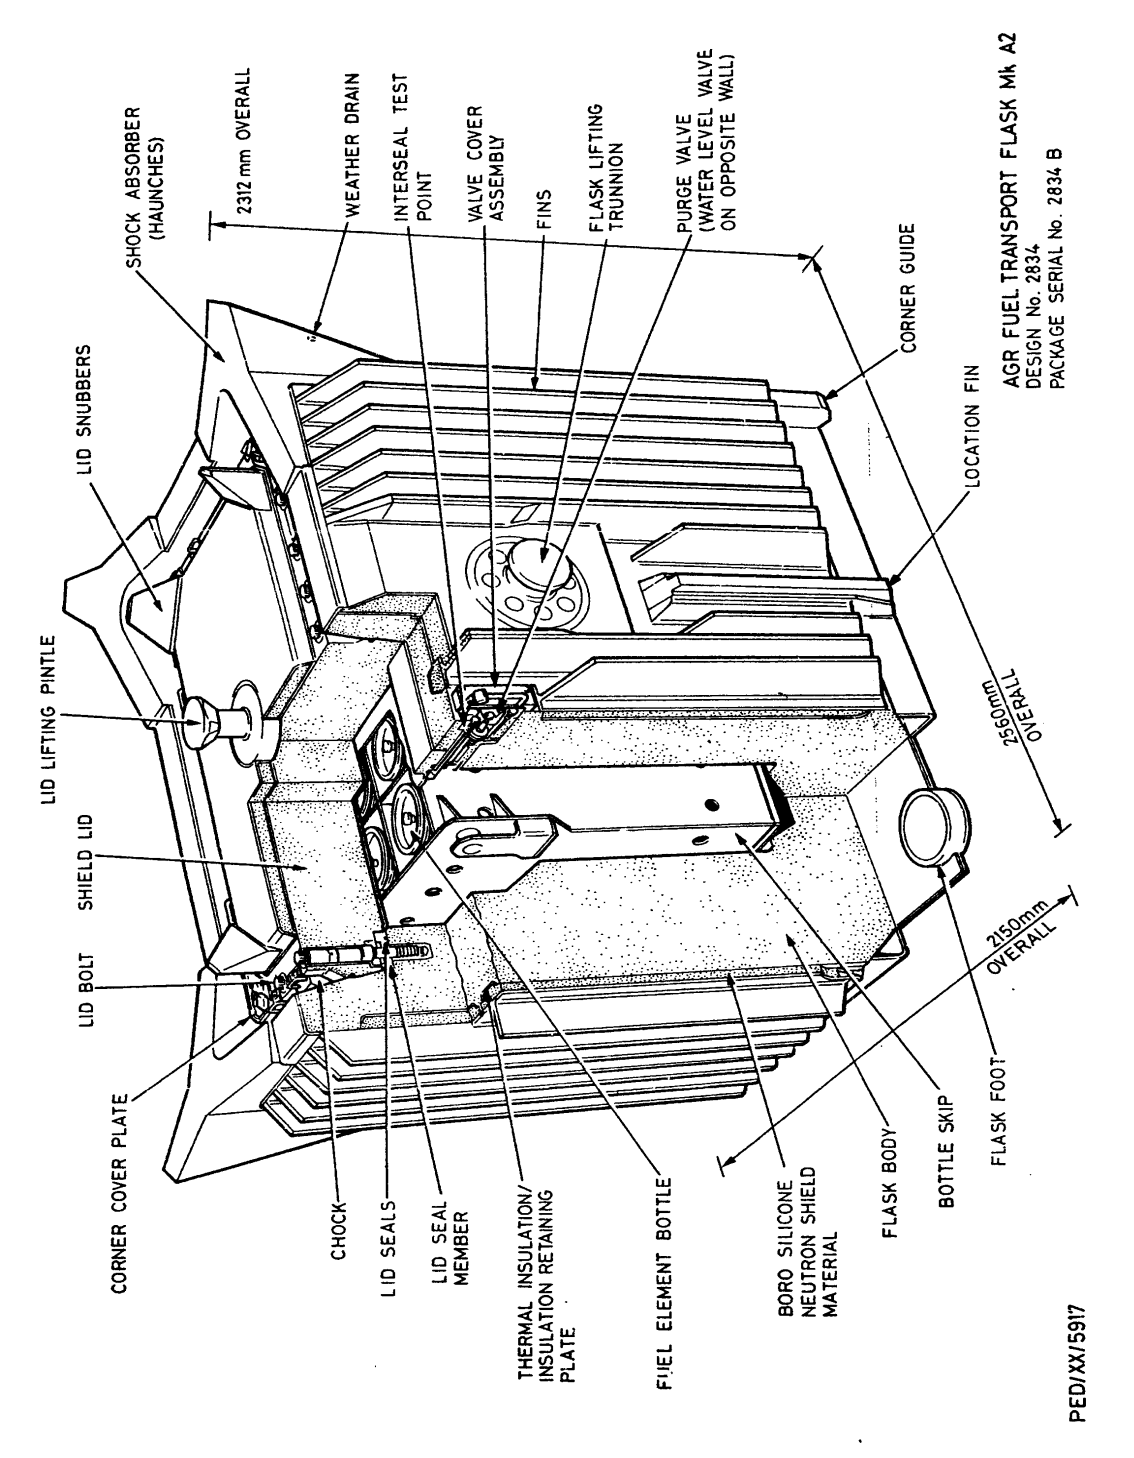 LID LIFTING PINTLE
LID SNUBBERS
SHOCK ABSORBER
(HAUNCHES)
2312 mm OVERALL
WEATHER DRAIN
INTERSEAL TEST
POINT
VALVE COVER
ASSEMBLY
FINS
FLASK LIFTING
TRUNNION
PURGE VALVE
(WATER LEVEL VALVE
ON OPPOSITE WALL)
CORNER GUIDE
LOCATION FIN
2560mm
OVERALL
2150mm
OVERALL
SHIELD LID
LID BOLT
CORNER COVER PLATE
CHOCK
LID SEALS
LID SEAL
MEMBER
THERMAL INSULATION/
INSULATION RETAINING
PLATE
FUEL ELEMENT BOTTLE
BORO SILICONE
NEUTRON SHIELD
MATERIAL
FLASK BODY
BOTTLE SKIP
FLASK FOOT
AGR FUEL TRANSPORT FLASK Mk A2
DESIGN No. 2834
PACKAGE SERIAL No. 2834 B
PED/XX/5917